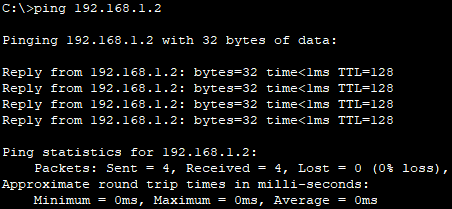 C:\>ping 192.168.1.2
Pinging 192.168.1.2 with 32 bytes of data:
Reply from 192.168.1.2: bytes=32 time<1ms TTL=128
Reply from 192.168.1.2: bytes=32 time<1ms TTL=128
Reply from 192.168.1.2: bytes=32 time<1ms TTL=128
Reply from 192.168.1.2: bytes=32 time<1ms TTL=128
Ping statistics for 192.168.1.2:
Packets: Sent = 4, Received = 4, Lost = 0 (0% loss),
Approximate round trip times in milli-seconds:
Minimum = 0ms, Maximum = 0ms, Average = 0ms